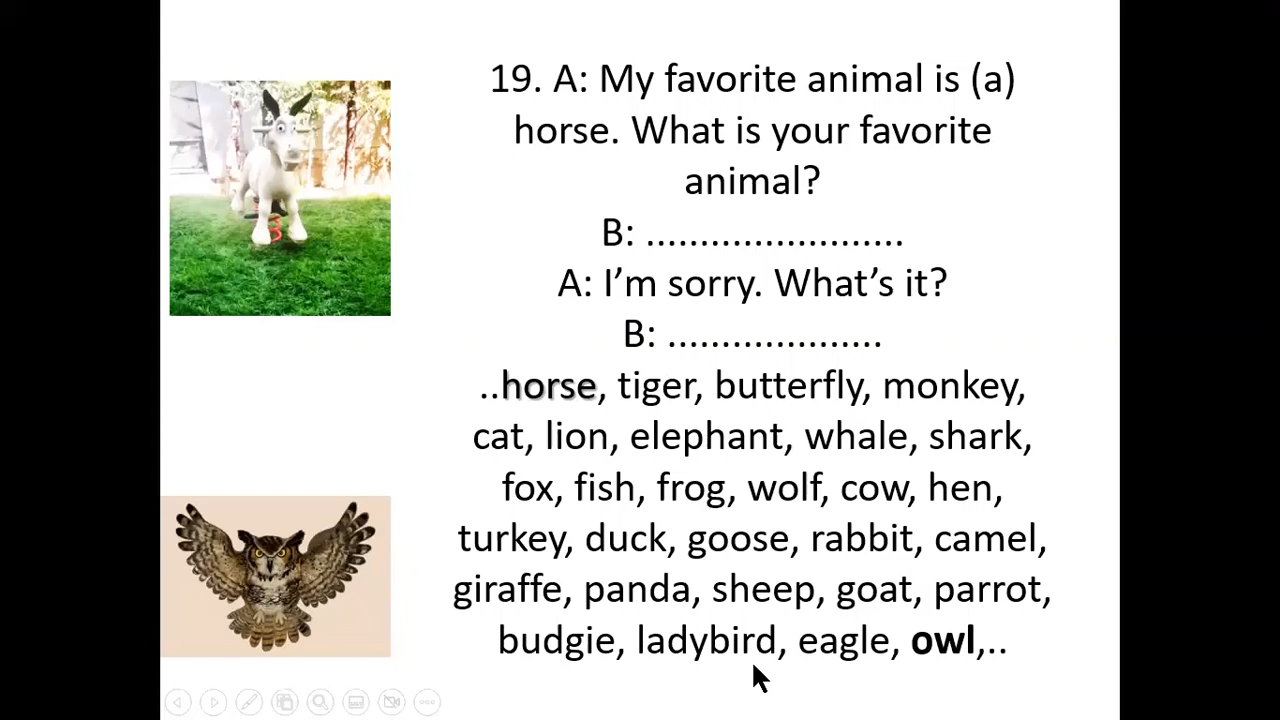 19. A: My favorite animal is (a)
horse. What is your favorite
animal?
B: ........................
A: I’m sorry. What’s it?
B: ....................
..horse, tiger, butterfly, monkey,
cat, lion, elephant, whale, shark,
fox, fish, frog, wolf, cow, hen,
turkey, duck, goose, rabbit, camel,
giraffe, panda, sheep, goat, parrot,
budgie, ladybird, eagle, owl,..